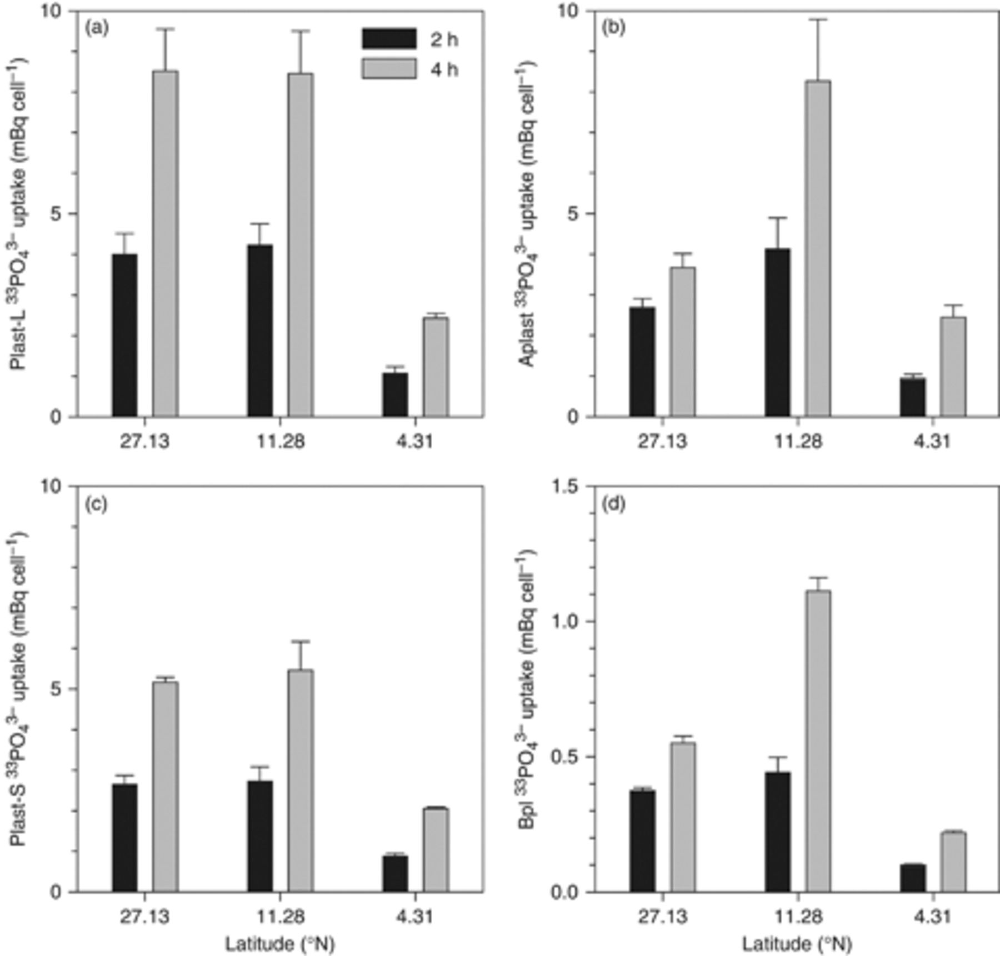 (a)
2 h
4 h
10
5
0
Plast-L ³³PO₄³⁻ uptake (mBq cell⁻¹)
27.13 11.28 4.31
(b)
10
5
0
Aplast ³³PO₄³⁻ uptake (mBq cell⁻¹)
27.13 11.28 4.31
(c)
10
5
0
Plast-S ³³PO₄³⁻ uptake (mBq cell⁻¹)
27.13 11.28 4.31
Latitude (°N)
(d)
1.5
1.0
0.5
0.0
Bpl ³³PO₄³⁻ uptake (mBq cell⁻¹)
27.13 11.28 4.31
Latitude (°N)